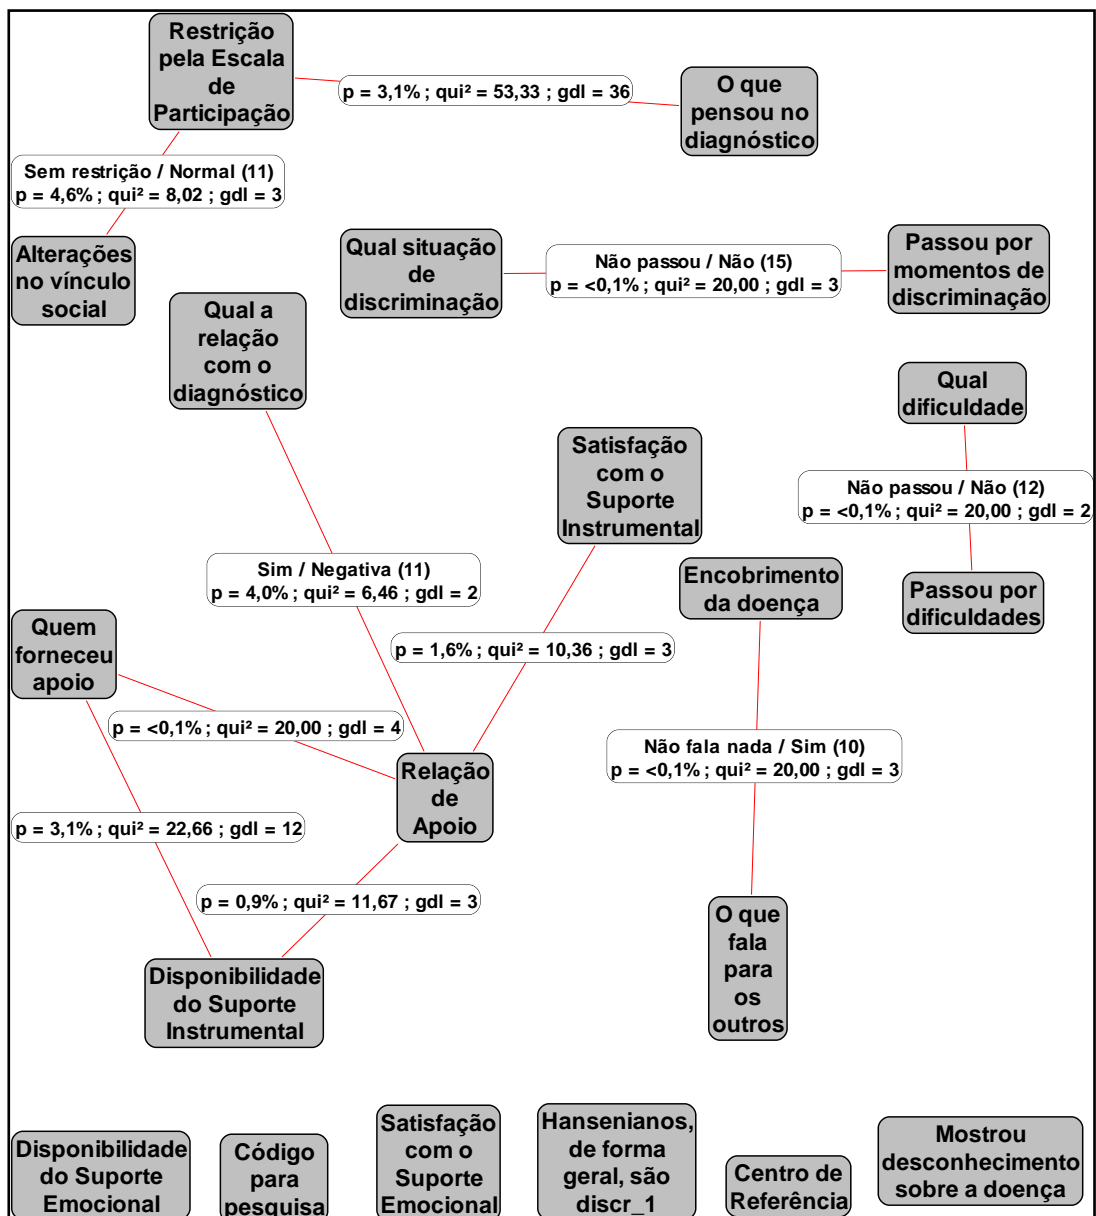 Restrição
pela Escala
de
Participação
p = 3,1% ; qui² = 53,33 ; gdl = 36
O que
pensou no
diagnóstico
Sem restrição / Normal (11)
p = 4,6% ; qui² = 8,02 ; gdl = 3
Alterações
no vínculo
social
Qual situação
de
discriminação
Não passou / Não (15)
p = <0,1% ; qui² = 20,00 ; gdl = 3
Passou por
momentos de
discriminação
Qual a
relação
com o
diagnóstico
Qual
dificuldade
Satisfação
com o
Suporte
Instrumental
Não passou / Não (12)
p = <0,1% ; qui² = 20,00 ; gdl = 2
Sim / Negativa (11)
p = 4,0% ; qui² = 6,46 ; gdl = 2
Encobrimento
da doença
Passou por
dificuldades
Quem
forneceu
apoio
p = 1,6% ; qui² = 10,36 ; gdl = 3
p = <0,1% ; qui² = 20,00 ; gdl = 4
Não fala nada / Sim (10)
p = <0,1% ; qui² = 20,00 ; gdl = 3
Relação
de
Apoio
p = 3,1% ; qui² = 22,66 ; gdl = 12
p = 0,9% ; qui² = 11,67 ; gdl = 3
O que
fala
para
os
outros
Disponibilidade
do Suporte
Instrumental
Disponibilidade
do Suporte
Emocional
Código
para
pesquisa
Satisfação
com o
Suporte
Emocional
Hansenianos,
de forma
geral, são
discr_1
Centro de
Referência
Mostrou
desconhecimento
sobre a doença